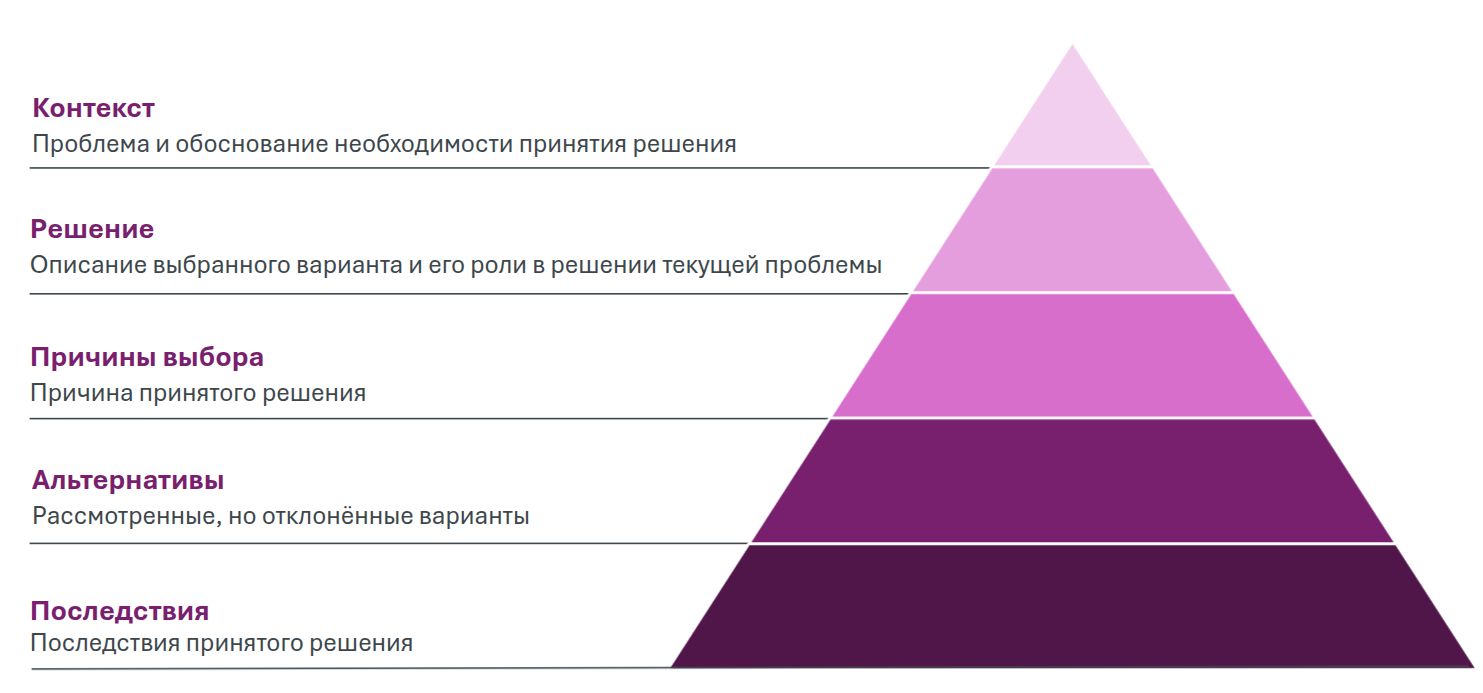 Контекст
Проблема и обоснование необходимости принятия решения
Решение
Описание выбранного варианта и его роли в решении текущей проблемы
Причины выбора
Причина принятого решения
Альтернативы
Рассмотренные, но отклонённые варианты
Последствия
Последствия принятого решения